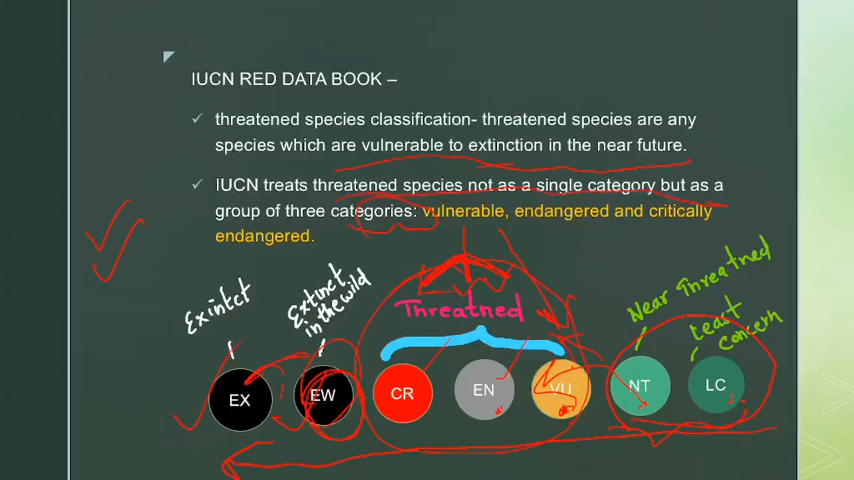 IUCN RED DATA BOOK –
✓ threatened species classification- threatened species are any
species which are vulnerable to extinction in the near future.
✓ IUCN treats threatened species not as a single category but as a
group of three categories: vulnerable, endangered and critically
endangered.
Exintct
Extinct
in the wild
Threatned
Near Threatned
Least
Concern
EX
EW
CR
EN
VU
NT
LC